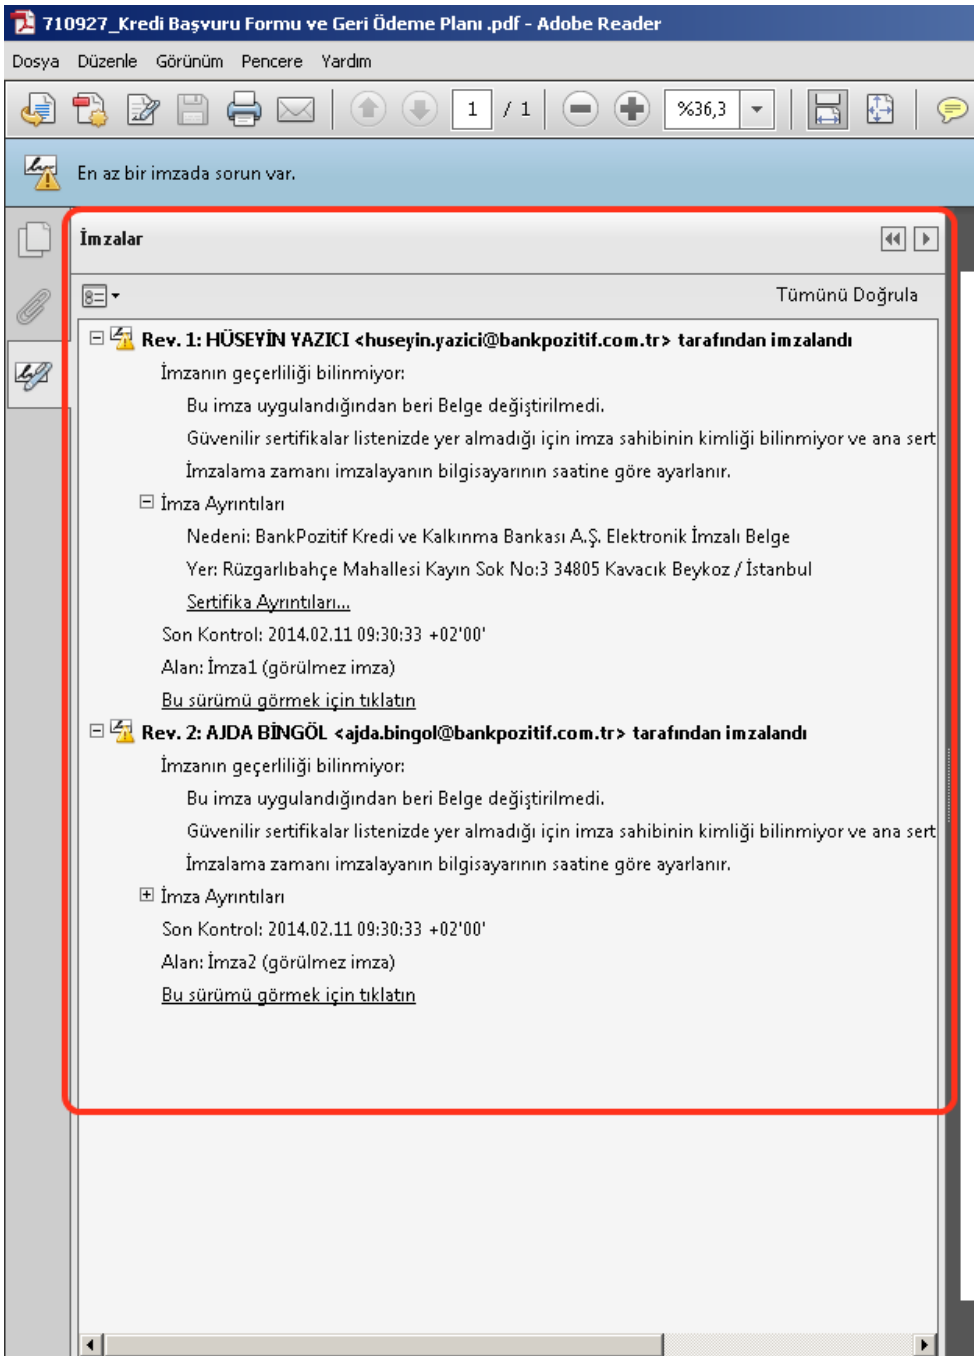 710927_Kredi Başvuru Formu ve Geri Ödeme Planı .pdf - Adobe Reader
Dosya Düzenle Görünüm Pencere Yardım
1 / 1 %36,3
En az bir imzada sorun var.
İmzalar
Tümünü Doğrula
Rev. 1: HÜSEYİN YAZICI <huseyin.yazici@bankpozitif.com.tr> tarafından imzalandı
İmzanın geçerliliği bilinmiyor:
Bu imza uygulandığından beri Belge değiştirilmedi.
Güvenilir sertifikalar listenizde yer almadığı için imza sahibinin kimliği bilinmiyor ve ana sert
İmzalama zamanı imzalayanın bilgisayarının saatine göre ayarlanır.
İmza Ayrıntıları
Nedeni: BankPozitif Kredi ve Kalkınma Bankası A.Ş. Elektronik İmzalı Belge
Yer: Rüzgarlıbahçe Mahallesi Kayın Sok No:3 34805 Kavacık Beykoz / İstanbul
Sertifika Ayrıntıları...
Son Kontrol: 2014.02.11 09:30:33 +02'00'
Alan: İmza1 (görülmez imza)
Bu sürümü görmek için tıklatın
Rev. 2: AJDA BİNGÖL <ajda.bingol@bankpozitif.com.tr> tarafından imzalandı
İmzanın geçerliliği bilinmiyor:
Bu imza uygulandığından beri Belge değiştirilmedi.
Güvenilir sertifikalar listenizde yer almadığı için imza sahibinin kimliği bilinmiyor ve ana sert
İmzalama zamanı imzalayanın bilgisayarının saatine göre ayarlanır.
İmza Ayrıntıları
Son Kontrol: 2014.02.11 09:30:33 +02'00'
Alan: İmza2 (görülmez imza)
Bu sürümü görmek için tıklatın